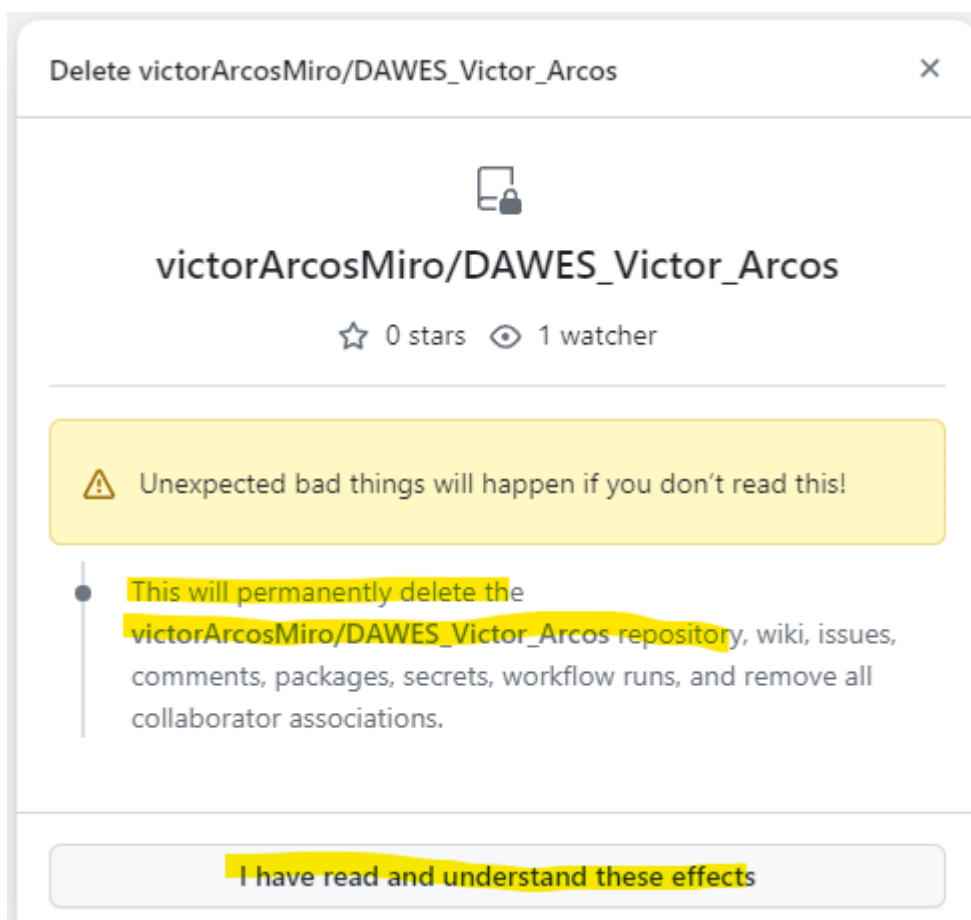 Delete victorArcosMiro/DAWES_Victor_Arcos
victorArcosMiro/DAWES_Victor_Arcos
0 stars 1 watcher
Unexpected bad things will happen if you don’t read this!
This will permanently delete the
victorArcosMiro/DAWES_Victor_Arcos repository, wiki, issues,
comments, packages, secrets, workflow runs, and remove all
collaborator associations.
I have read and understand these effects